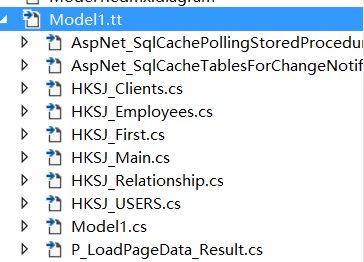 Model1.tt
AspNet_SqlCachePollingStoredProcedu
AspNet_SqlCacheTablesForChangeNotif
HKSJ_Clients.cs
HKSJ_Employees.cs
HKSJ_First.cs
HKSJ_Main.cs
HKSJ_Relationship.cs
HKSJ_USERS.cs
Model1.cs
P_LoadPageData_Result.cs